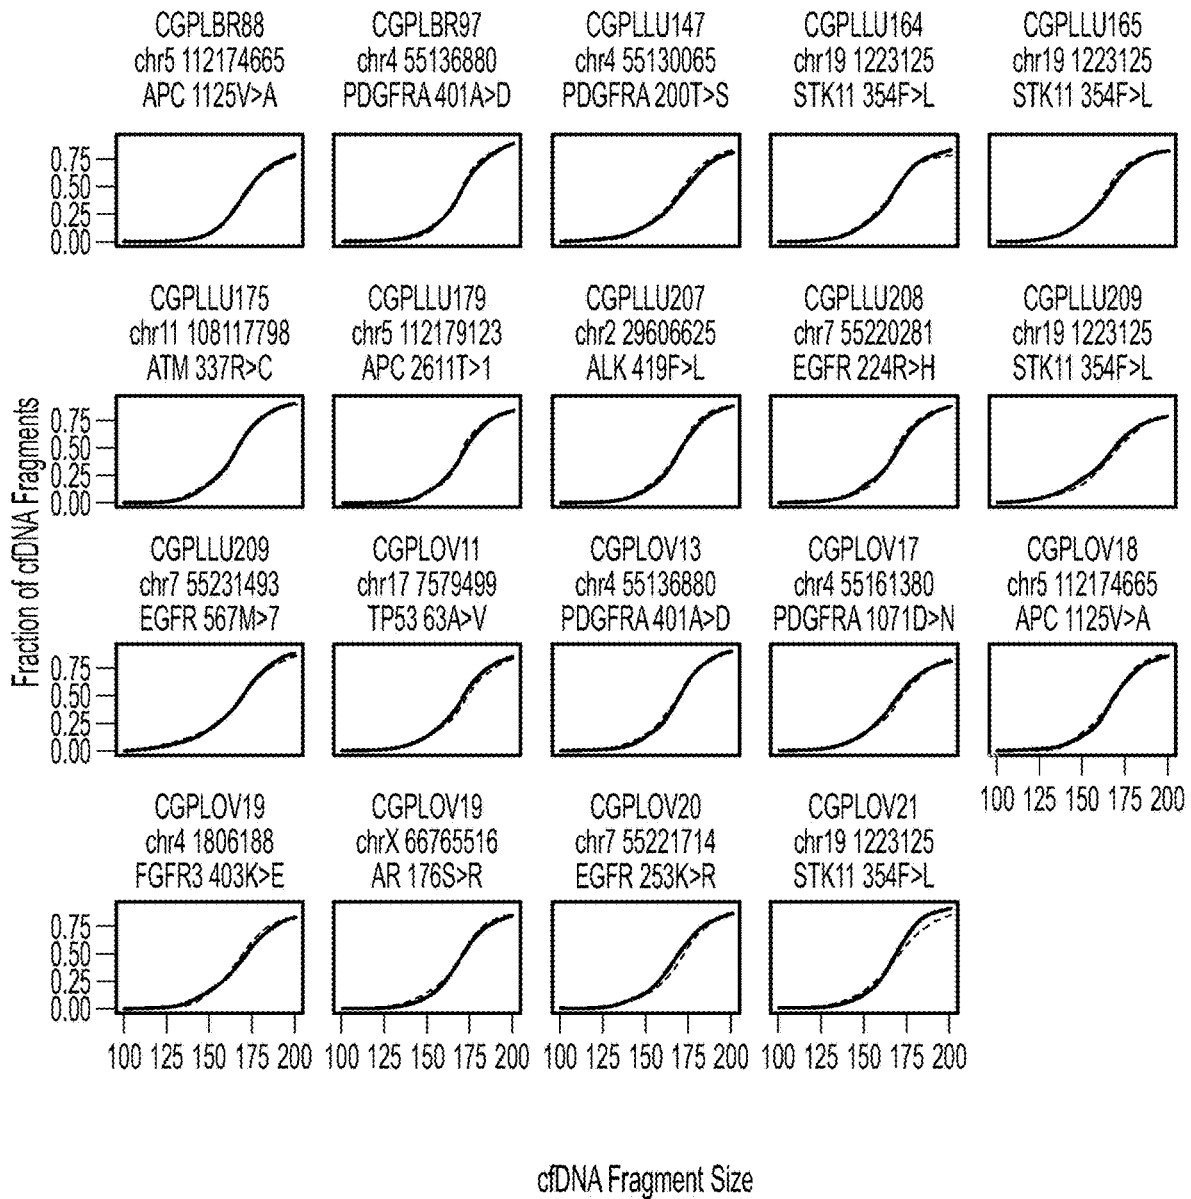 CGPLBR88
chr5 112174665
APC 1125V>A
CGPLBR97
chr4 55136880
PDGFRA 401A>D
CGPLLU147
chr4 55130065
PDGFRA 200T>S
CGPLLU164
chr19 1223125
STK11 354F>L
CGPLLU165
chr19 1223125
STK11 354F>L
0.75
0.50
0.25
0.00
CGPLLU175
chr11 108117798
ATM 337R>C
CGPLLU179
chr5 112179123
APC 2611T>1
CGPLLU207
chr2 29606625
ALK 419F>L
CGPLLU208
chr7 55220281
EGFR 224R>H
CGPLLU209
chr19 1223125
STK11 354F>L
0.75
0.50
0.25
0.00
Fraction of cfDNA Fragments
CGPLLU209
chr7 55231493
EGFR 567M>7
CGPLOV11
chr17 7579499
TP53 63A>V
CGPLOV13
chr4 55136880
PDGFRA 401A>D
CGPLOV17
chr4 55161380
PDGFRA 1071D>N
CGPLOV18
chr5 112174665
APC 1125V>A
0.75
0.50
0.25
0.00
100 125 150 175 200
CGPLOV19
chr4 1806188
FGFR3 403K>E
CGPLOV19
chrX 66765516
AR 176S>R
CGPLOV20
chr7 55221714
EGFR 253K>R
CGPLOV21
chr19 1223125
STK11 354F>L
0.75
0.50
0.25
0.00
100 125 150 175 200
100 125 150 175 200
100 125 150 175 200
100 125 150 175 200
cfDNA Fragment Size